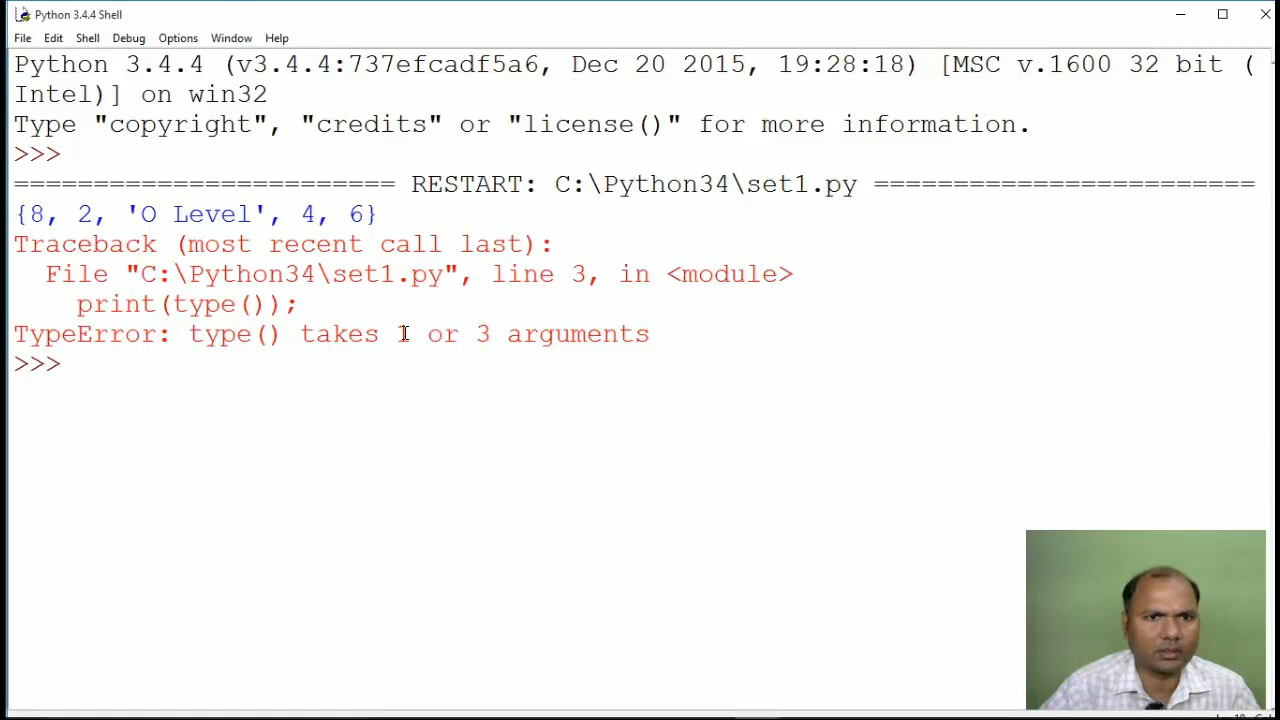 Python 3.4.4 Shell
File Edit Shell Debug Options Window Help
Python 3.4.4 (v3.4.4:737efcadf5a6, Dec 20 2015, 19:28:18) [MSC v.1600 32 bit (
Intel)] on win32
Type "copyright", "credits" or "license()" for more information.
>>>
======================== RESTART: C:\Python34\set1.py ========================
{8, 2, 'O Level', 4, 6}
Traceback (most recent call last):
  File "C:\Python34\set1.py", line 3, in <module>
    print(type());
TypeError: type() takes 1 or 3 arguments
>>>